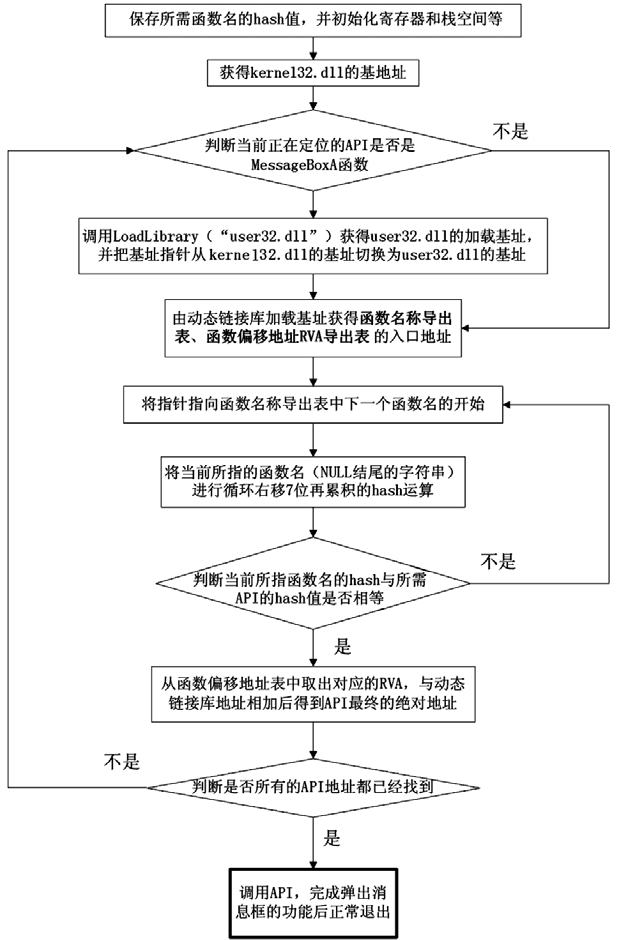 保存所需函数名的hash值，并初始化寄存器和栈空间等
获得kernel32.dll的基地址
不是
判断当前正在定位的API是否是
MessageBoxA函数
调用LoadLibrary（“user32.dll”）获得user32.dll的加载基址，
并把基址指针从kernel32.dll的基址切换为user32.dll的基址
由动态链接库加载基址获得函数名称导出
表、函数偏移地址RVA导出表 的入口地址
将指针指向函数名称导出表中下一个函数名的开始
将当前所指的函数名（NULL结尾的字符串）
进行循环右移7位再累积的hash运算
不是
判断当前所指函数名的hash与所需
API的hash值是否相等
是
从函数偏移地址表中取出对应的RVA，与动态
链接库地址相加后得到API最终的绝对地址
不是
判断是否所有的API地址都已经找到
是
调用API，完成弹出消
息框的功能后正常退出